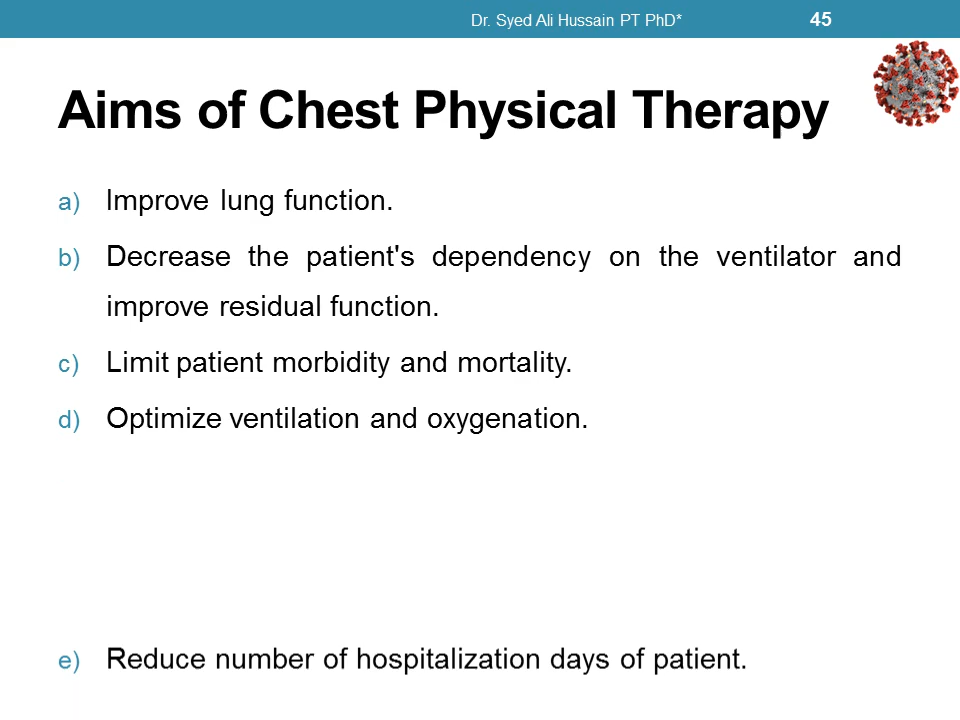 Dr. Syed Ali Hussain PT PhD*
45
Aims of Chest Physical Therapy
a) Improve lung function.
b) Decrease the patient's dependency on the ventilator and
improve residual function.
c) Limit patient morbidity and mortality.
d) Optimize ventilation and oxygenation.
e) Reduce number of hospitalization days of patient.